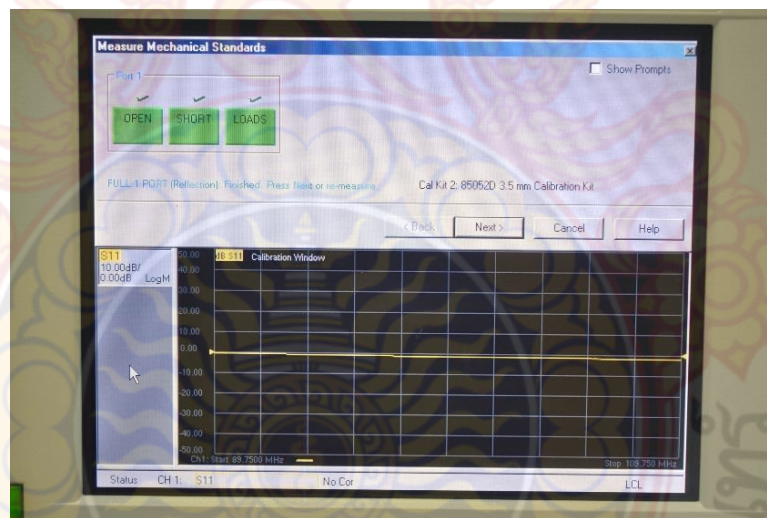 Measure Mechanical Standards
Port 1
Show Prompts
OPEN SHORT LOADS
FULL 1 PORT (Reflection): Finished. Press Next or re-measure.
Cal Kit 2: 85052D 3.5 mm Calibration Kit
< Back Next > Cancel Help
S11
10.00dB/
0.00dB LogM
dB S11 Calibration Window
50.00
40.00
30.00
20.00
10.00
0.00
-10.00
-20.00
-30.00
-40.00
-50.00
Ch1: Start 89.7500 MHz
Stop 109.750 MHz
Status CH 1: S11 No Cor LCL